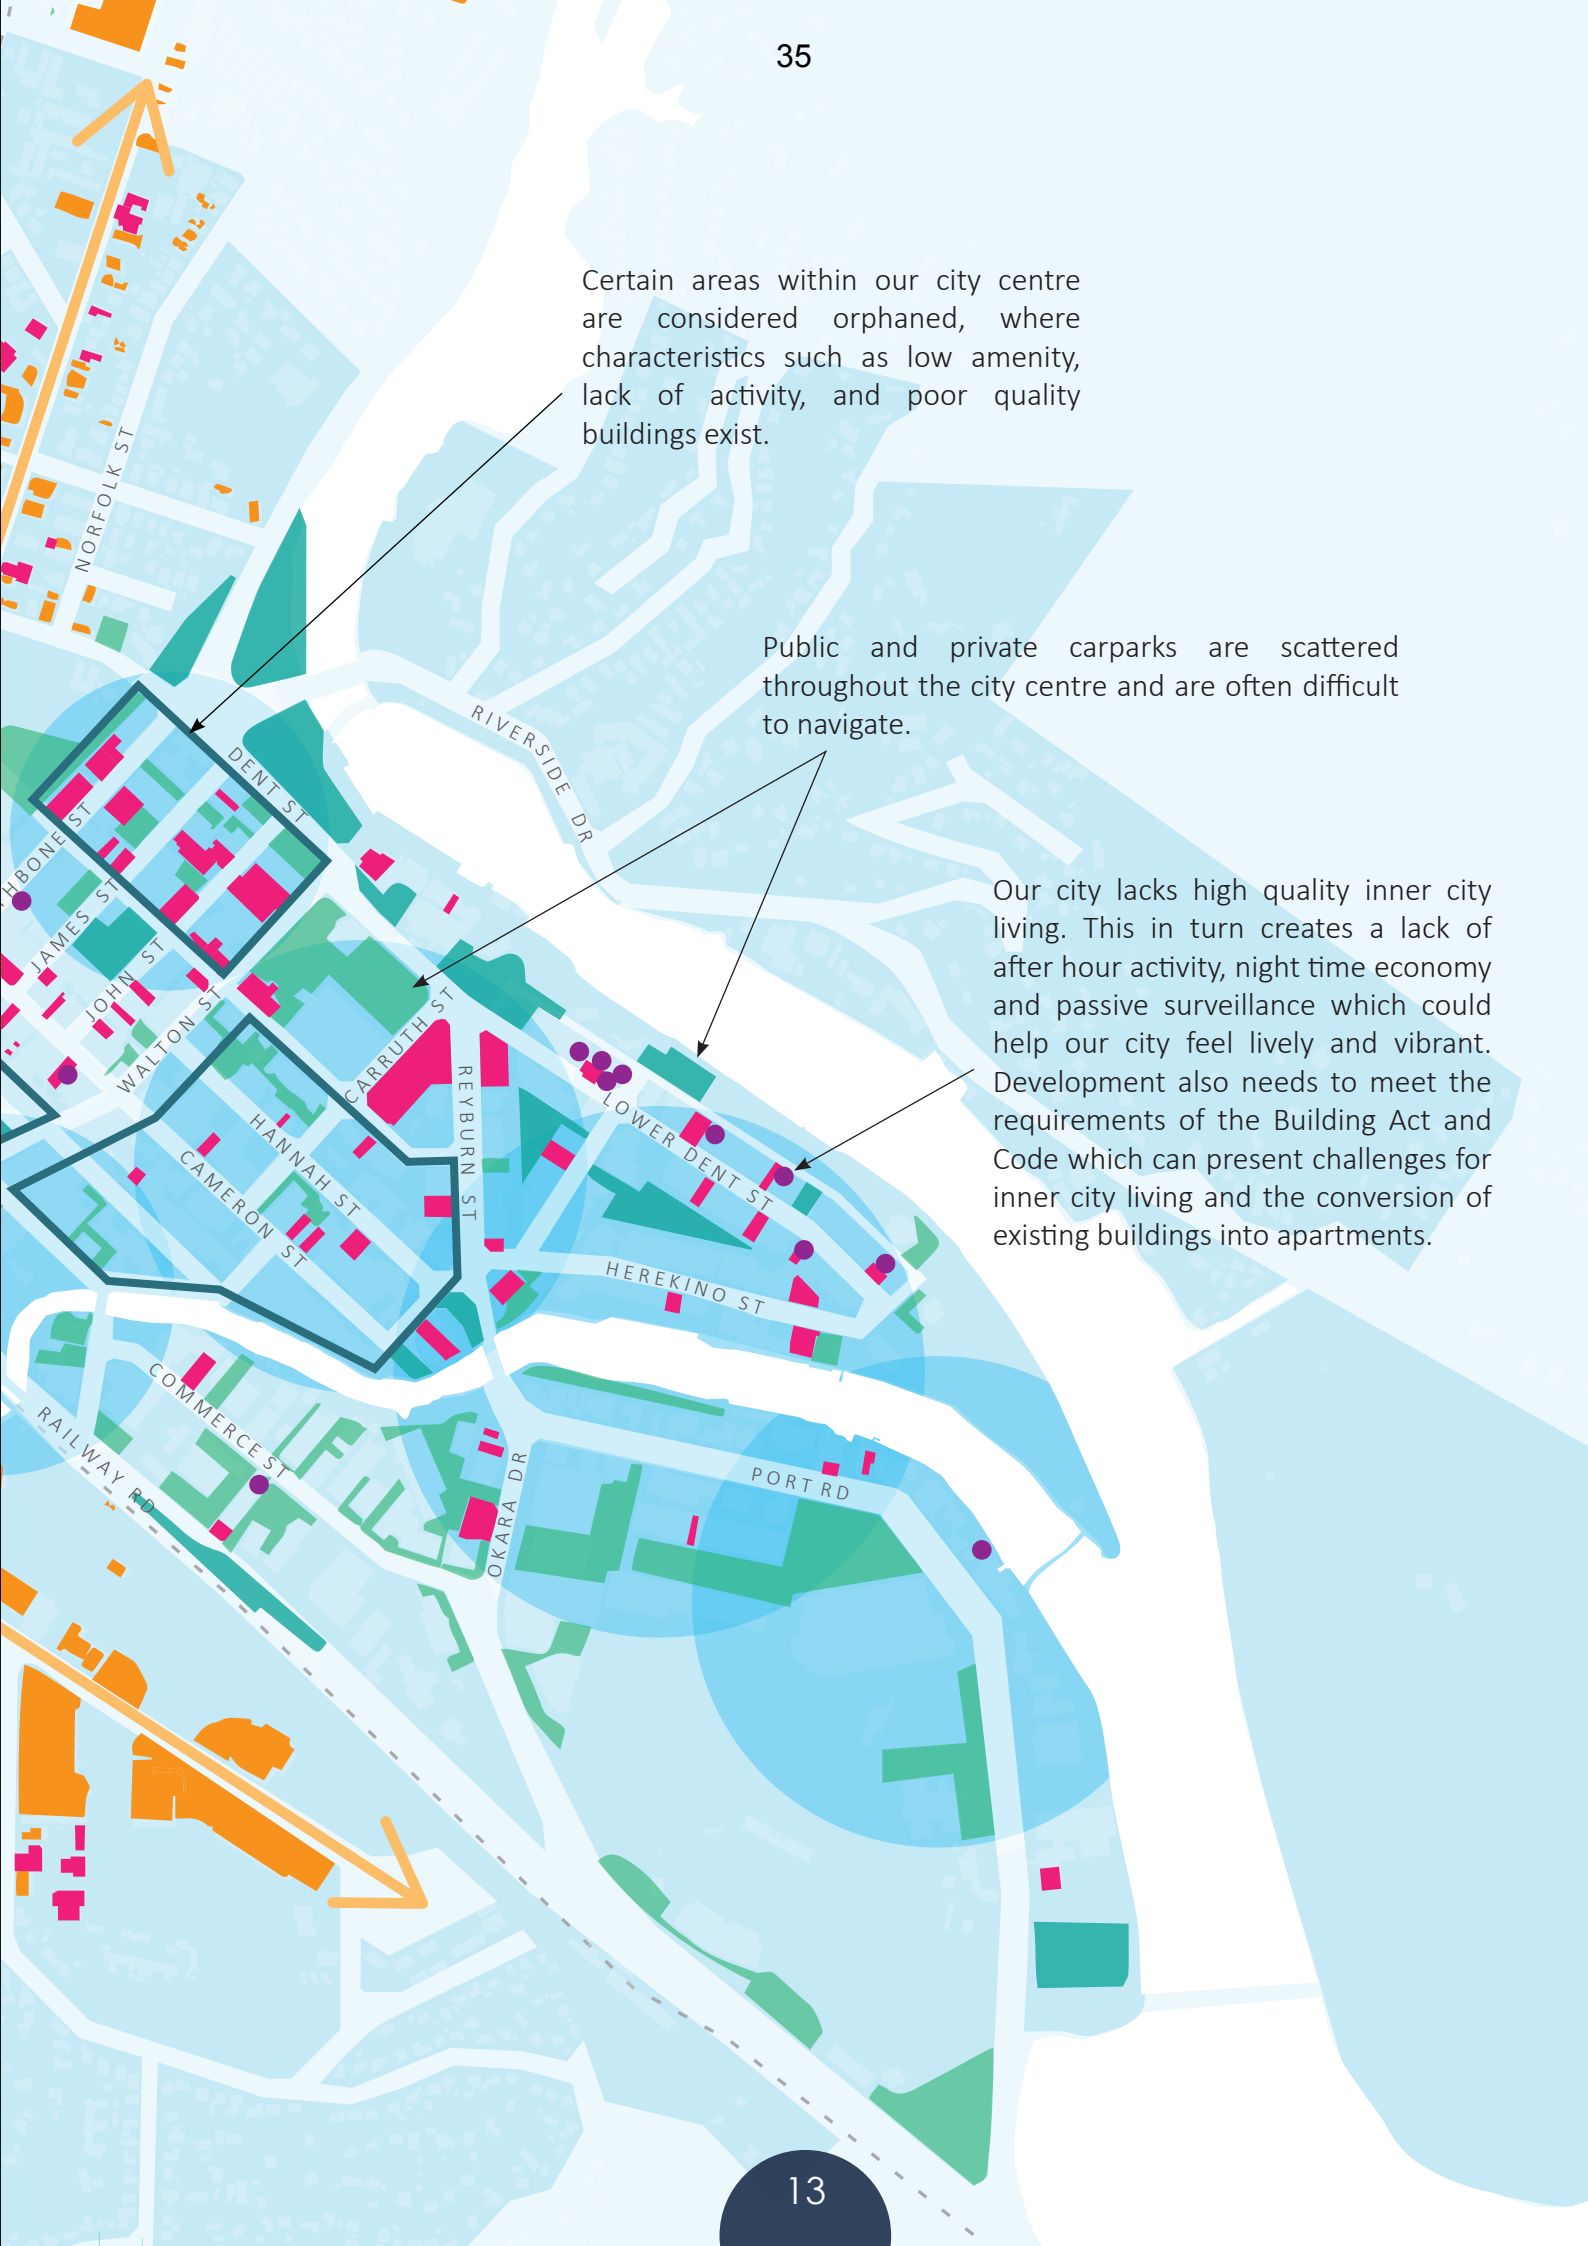 35
Certain areas within our city centre
are considered orphaned, where
characteristics such as low amenity,
lack of activity, and poor quality
buildings exist.
NORFOLK ST
Public and private carparks are scattered
throughout the city centre and are often difficult
to navigate.
RIVERSIDE DR
DENT ST
HBONE ST
JAMES ST
JOHN ST
WALTON ST
Our city lacks high quality inner city
living. This in turn creates a lack of
after hour activity, night time economy
and passive surveillance which could
help our city feel lively and vibrant.
Development also needs to meet the
requirements of the Building Act and
Code which can present challenges for
inner city living and the conversion of
existing buildings into apartments.
CARRUTH ST
REYBURN ST
LOWER DENT ST
HANNAH ST
CAMERON ST
HEREKINO ST
COMMERCE ST
RAILWAY RD
OKARA DR
PORT RD
13